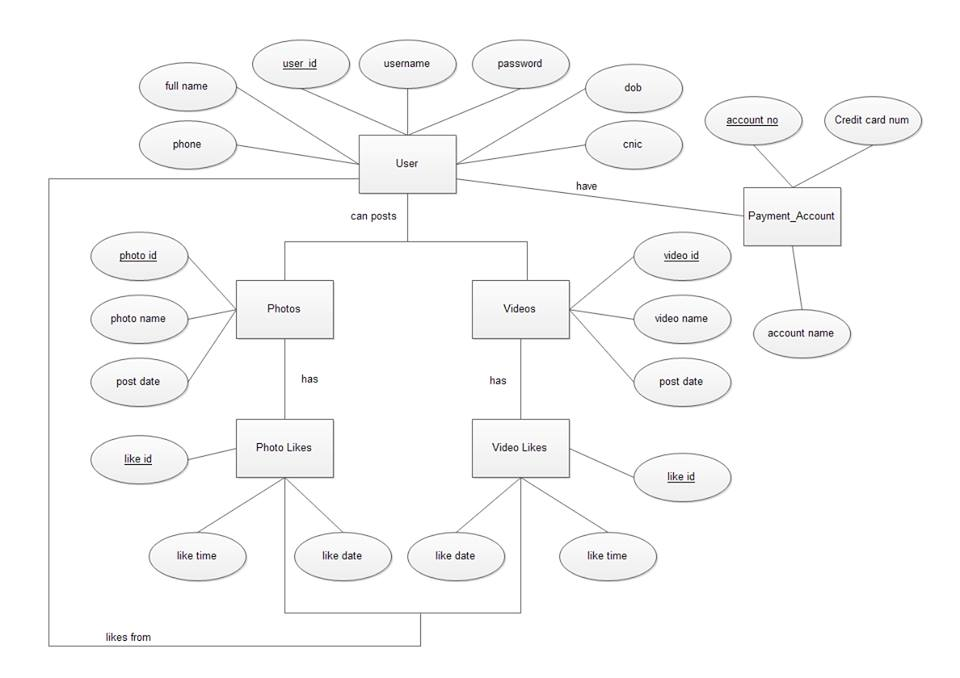 user_id
username
password
full name
dob
account no
Credit card num
phone
User
cnic
have
Payment_Account
can posts
photo id
video id
Photos
Videos
photo name
video name
account name
post date
has
has
post date
like id
Photo Likes
Video Likes
like id
like time
like date
like date
like time
likes from